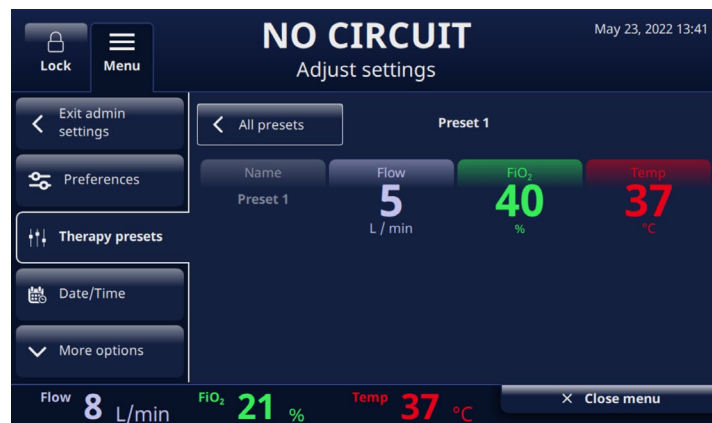 NO CIRCUIT
May 23, 2022 13:41
Lock
Menu
Adjust settings
Exit admin
settings
All presets
Preset 1
Preferences
Name
Flow
FiO₂
Temp
Preset 1
5
40
37
L / min
%
°C
Therapy presets
Date/Time
More options
Flow 8 L/min
FiO₂ 21 %
Temp 37 °C
× Close menu